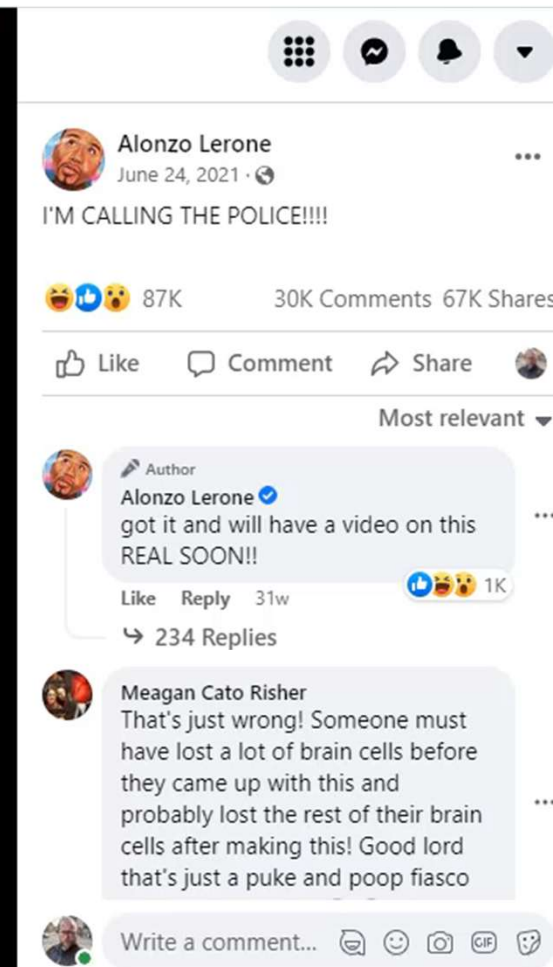 Alonzo Lerone
June 24, 2021 ·
I'M CALLING THE POLICE!!!!
87K 30K Comments 67K Shares
Like Comment Share
Most relevant
Author
Alonzo Lerone
got it and will have a video on this
REAL SOON!!
1K
Like Reply 31w
234 Replies
Meagan Cato Risher
That's just wrong! Someone must
have lost a lot of brain cells before
they came up with this and
probably lost the rest of their brain
cells after making this! Good lord
that's just a puke and poop fiasco
Write a comment...
GIF